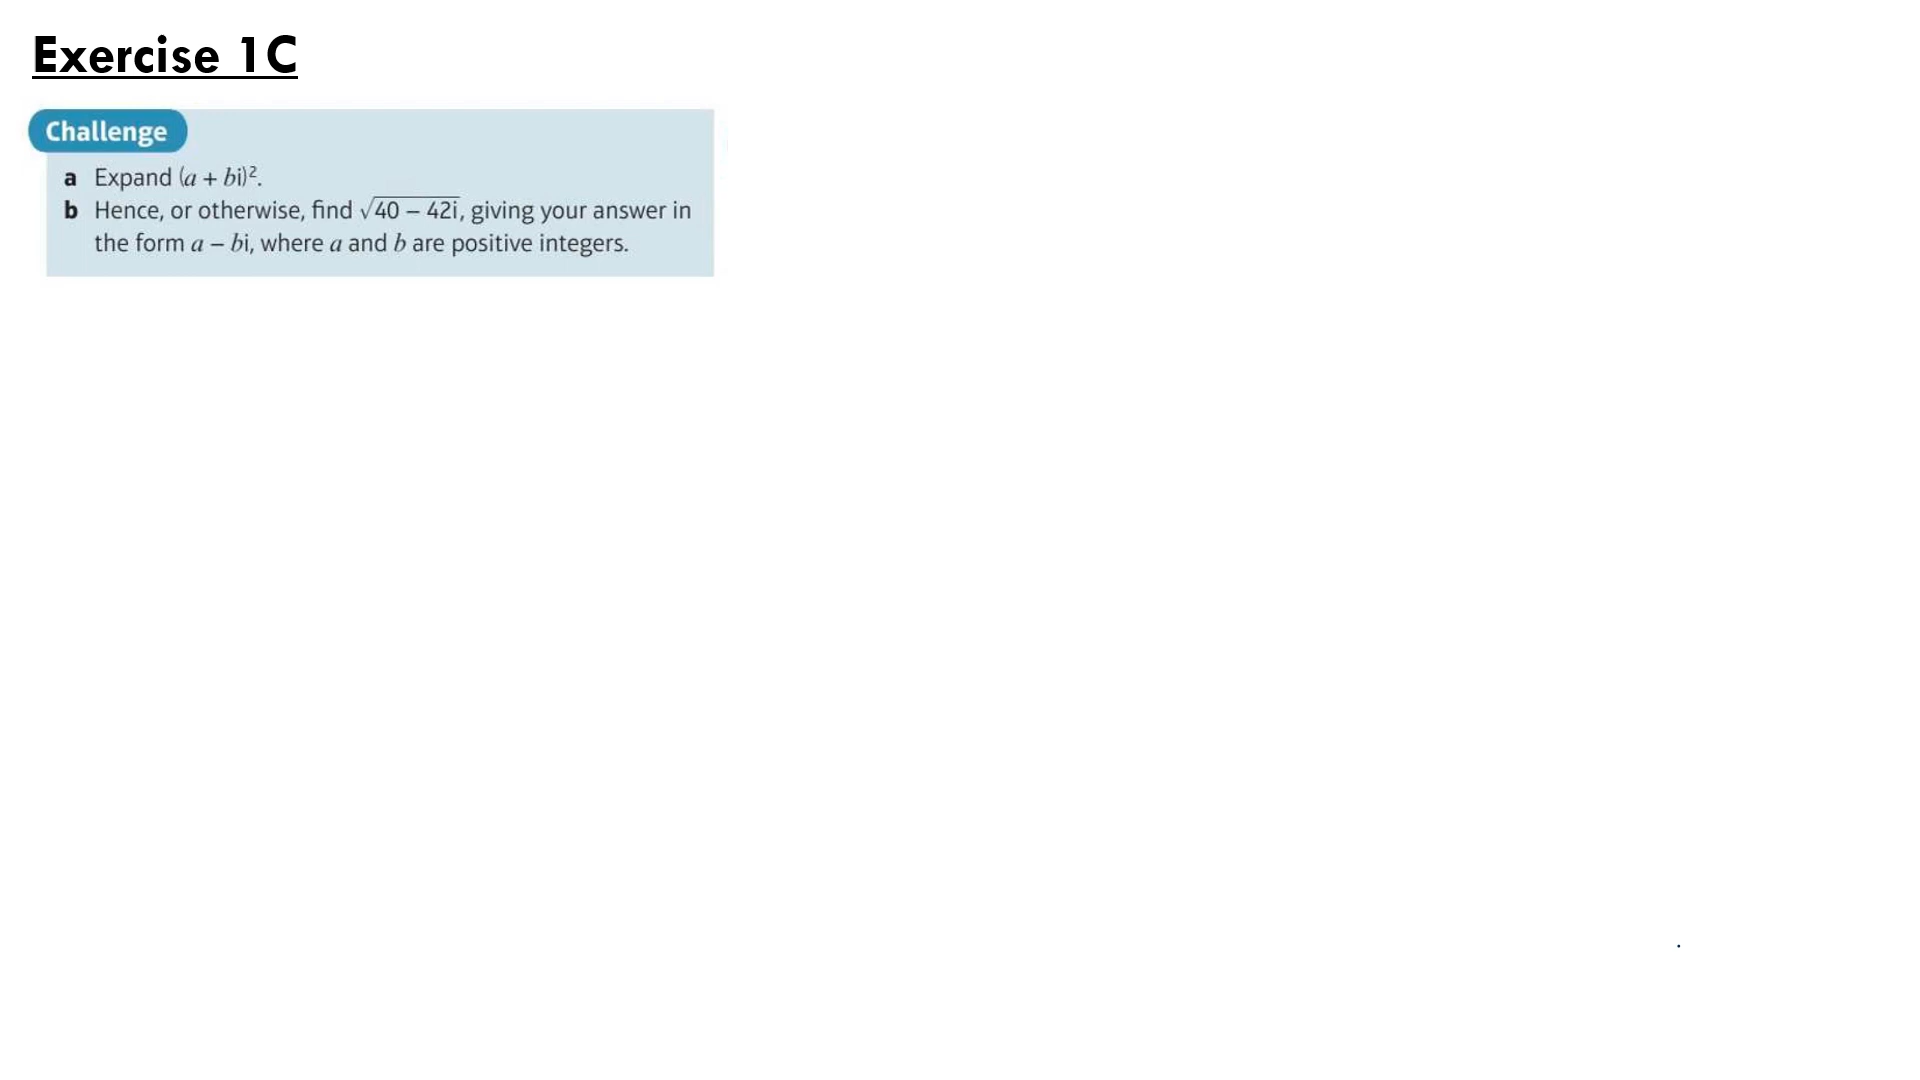 Exercise 1C
Challenge
a Expand (a + bi)².
b Hence, or otherwise, find √40 – 42i, giving your answer in
the form a – bi, where a and b are positive integers.